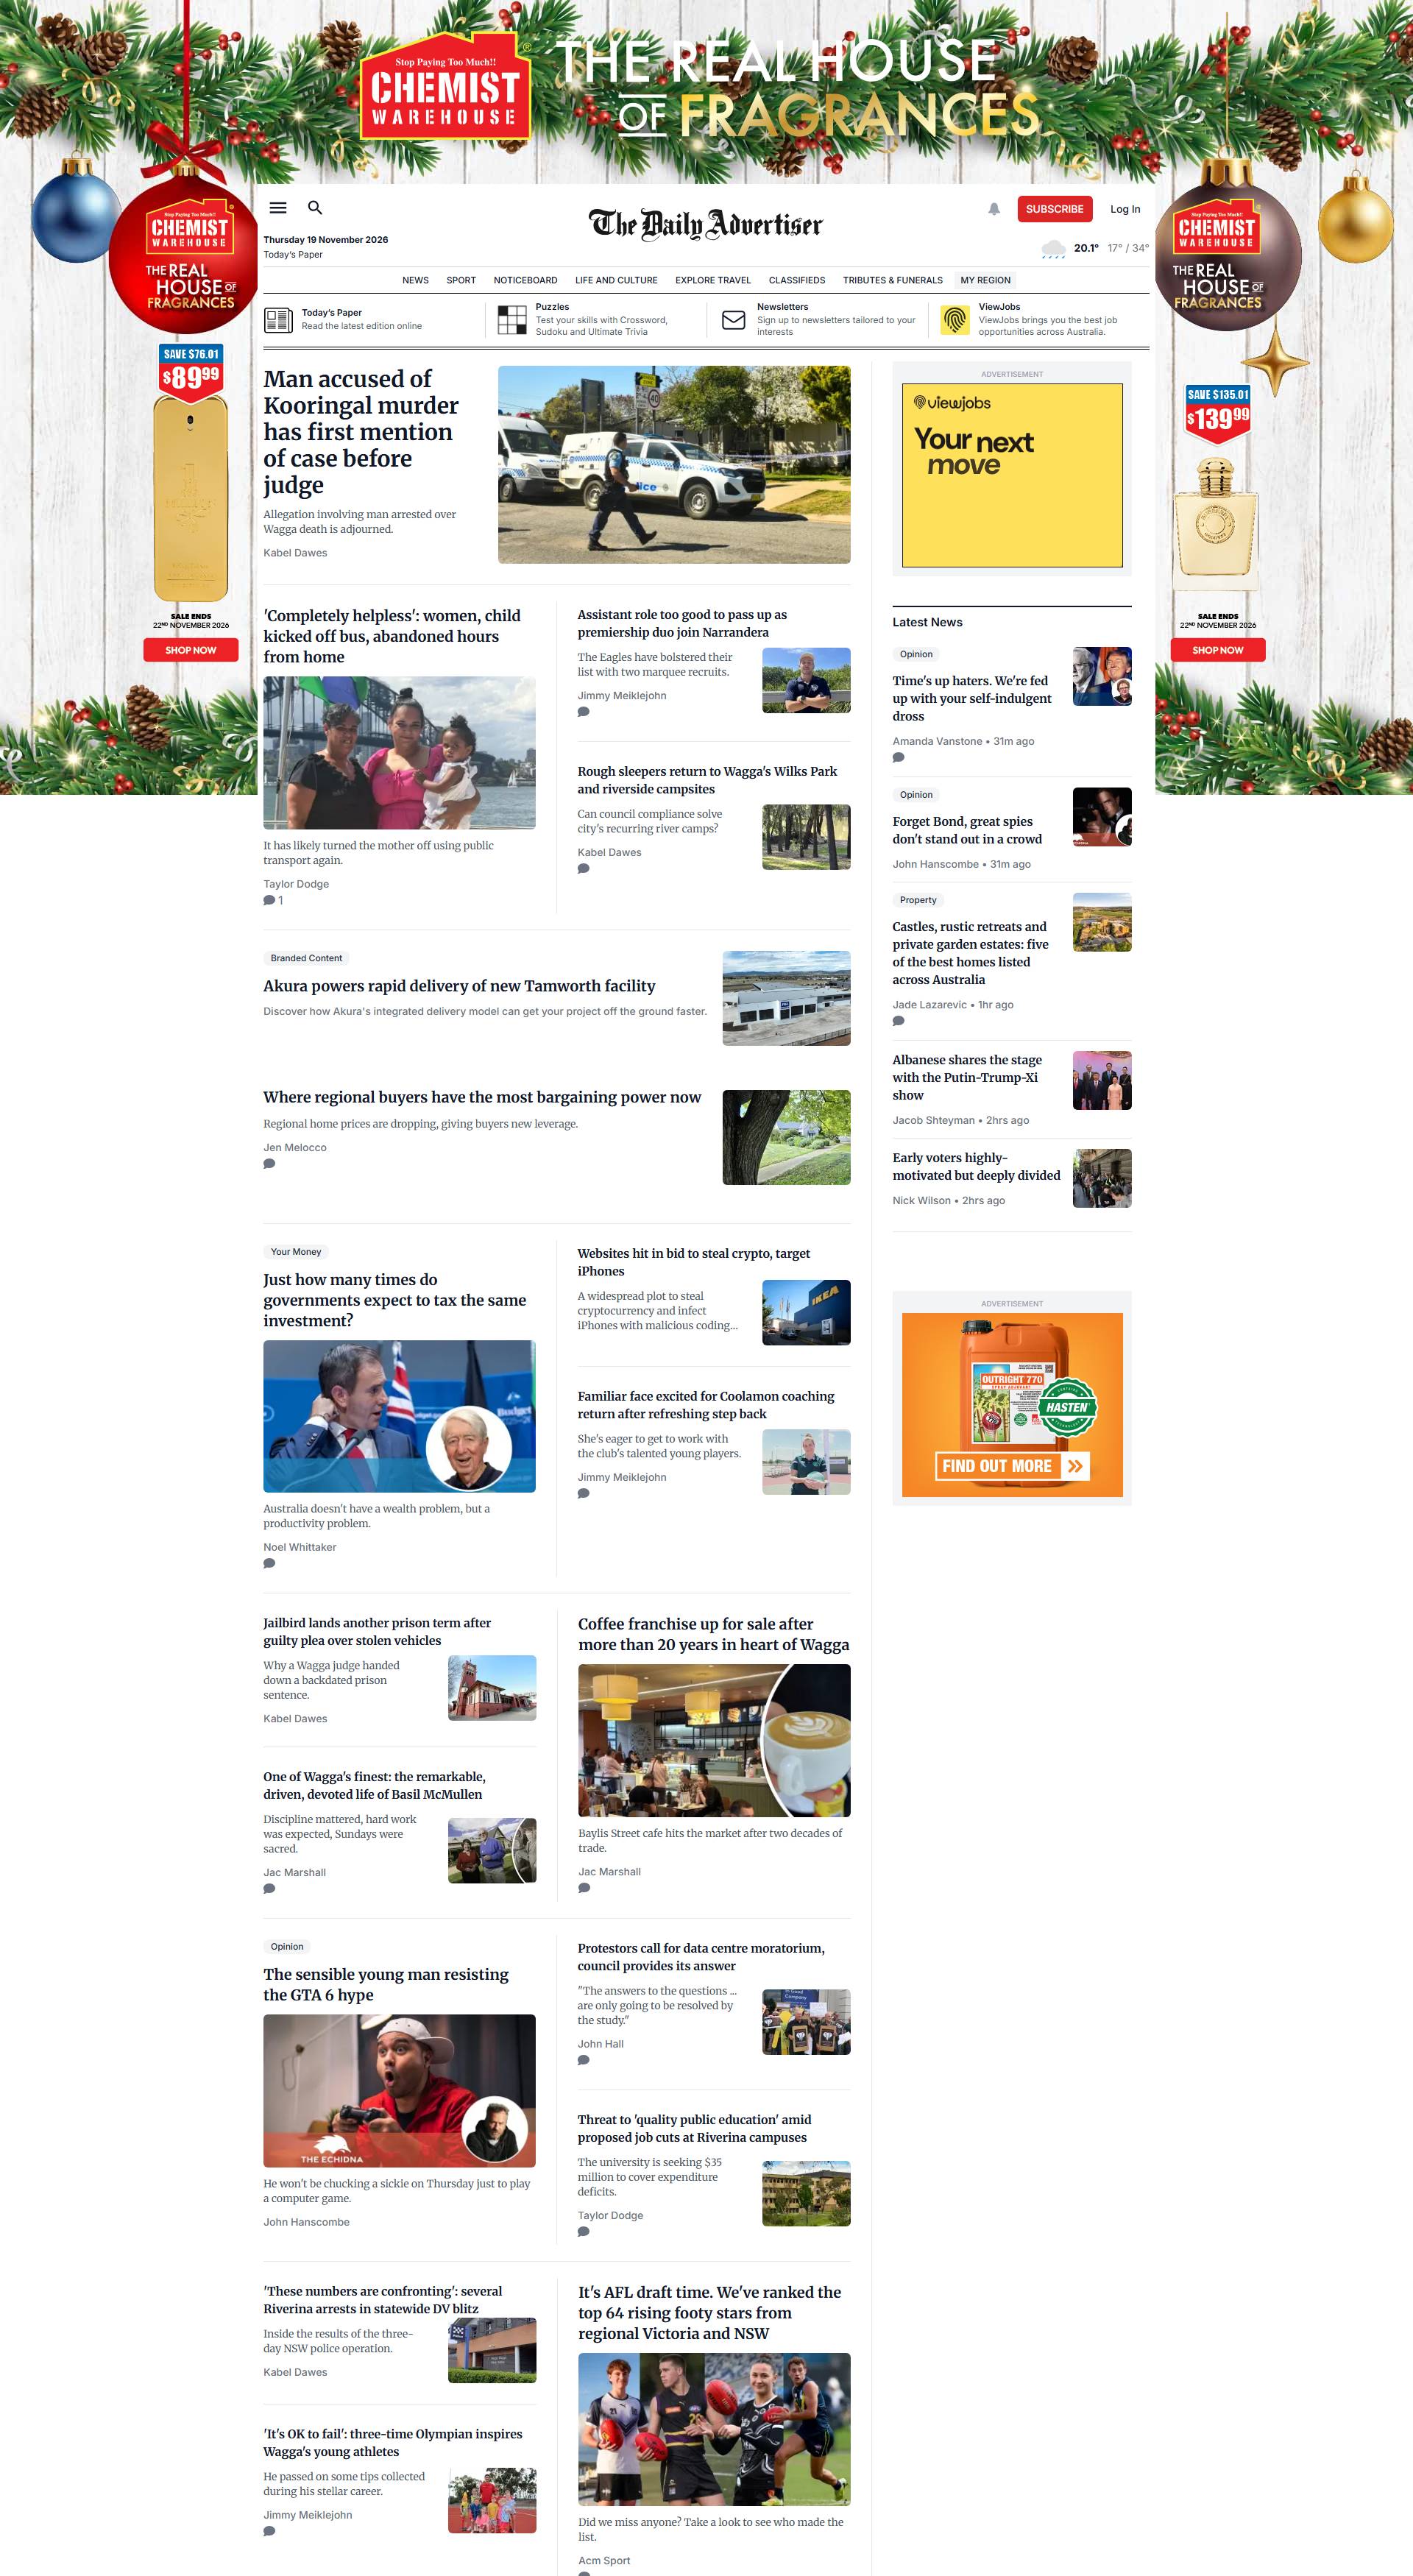 Stop Paying Too Much!!
CHEMIST
WAREHOUSE
THE REAL HOUSE
OF FRAGRANCES
Stop Paying Too Much!!
CHEMIST
WAREHOUSE
THE REAL
HOUSE OF
FRAGRANCES
SAVE $76.01
$89.99
SALE ENDS
22ND NOVEMBER 2026
SHOP NOW
Stop Paying Too Much!!
CHEMIST
WAREHOUSE
THE REAL
HOUSE OF
FRAGRANCES
SAVE $135.01
$139.99
SALE ENDS
22ND NOVEMBER 2026
SHOP NOW
The Daily Advertiser
SUBSCRIBE
Log In
Thursday 19 November 2026
Today's Paper
20.1° 17° / 34°
NEWS SPORT NOTICEBOARD LIFE AND CULTURE EXPLORE TRAVEL CLASSIFIEDS TRIBUTES & FUNERALS MY REGION
Today's Paper
Read the latest edition online
Puzzles
Test your skills with Crossword,
Sudoku and Ultimate Trivia
Newsletters
Sign up to newsletters tailored to your
interests
ViewJobs
ViewJobs brings you the best job
opportunities across Australia.
Man accused of
Kooringal murder
has first mention
of case before
judge
Allegation involving man arrested over
Wagga death is adjourned.
Kabel Dawes
'Completely helpless': women, child
kicked off bus, abandoned hours
from home
It has likely turned the mother off using public
transport again.
Taylor Dodge
1
Assistant role too good to pass up as
premiership duo join Narrandera
The Eagles have bolstered their
list with two marquee recruits.
Jimmy Meiklejohn
Rough sleepers return to Wagga's Wilks Park
and riverside campsites
Can council compliance solve
city's recurring river camps?
Kabel Dawes
Branded Content
Akura powers rapid delivery of new Tamworth facility
Discover how Akura's integrated delivery model can get your project off the ground faster.
Where regional buyers have the most bargaining power now
Regional home prices are dropping, giving buyers new leverage.
Jen Melocco
Your Money
Just how many times do
governments expect to tax the same
investment?
Budget
Australia doesn't have a wealth problem, but a
productivity problem.
Noel Whittaker
Websites hit in bid to steal crypto, target
iPhones
A widespread plot to steal
cryptocurrency and infect
iPhones with malicious coding...
IKEA
Familiar face excited for Coolamon coaching
return after refreshing step back
She's eager to get to work with
the club's talented young players.
Jimmy Meiklejohn
Jailbird lands another prison term after
guilty plea over stolen vehicles
Why a Wagga judge handed
down a backdated prison
sentence.
Kabel Dawes
One of Wagga's finest: the remarkable,
driven, devoted life of Basil McMullen
Discipline mattered, hard work
was expected, Sundays were
sacred.
Jac Marshall
Coffee franchise up for sale after
more than 20 years in heart of Wagga
Baylis Street cafe hits the market after two decades of
trade.
Jac Marshall
Opinion
The sensible young man resisting
the GTA 6 hype
THE ECHIDNA
He won't be chucking a sickie on Thursday just to play
a computer game.
John Hanscombe
Protestors call for data centre moratorium,
council provides its answer
"The answers to the questions ...
are only going to be resolved by
the study."
John Hall
Threat to 'quality public education' amid
proposed job cuts at Riverina campuses
The university is seeking $35
million to cover expenditure
deficits.
Taylor Dodge
'These numbers are confronting': several
Riverina arrests in statewide DV blitz
Inside the results of the three-
day NSW police operation.
Kabel Dawes
'It's OK to fail': three-time Olympian inspires
Wagga's young athletes
He passed on some tips collected
during his stellar career.
Jimmy Meiklejohn
It's AFL draft time. We've ranked the
top 64 rising footy stars from
regional Victoria and NSW
Did we miss anyone? Take a look to see who made the
list.
Acm Sport
ADVERTISEMENT
viewjobs
Your next
move
Latest News
Opinion
Time's up haters. We're fed
up with your self-indulgent
dross
Amanda Vanstone • 31m ago
Opinion
Forget Bond, great spies
don't stand out in a crowd
John Hanscombe • 31m ago
Property
Castles, rustic retreats and
private garden estates: five
of the best homes listed
across Australia
Jade Lazarevic • 1hr ago
Albanese shares the stage
with the Putin-Trump-Xi
show
Jacob Shteyman • 2hrs ago
Early voters highly-
motivated but deeply divided
Nick Wilson • 2hrs ago
ADVERTISEMENT
OUTRIGHT 770
HASTEN
FIND OUT MORE